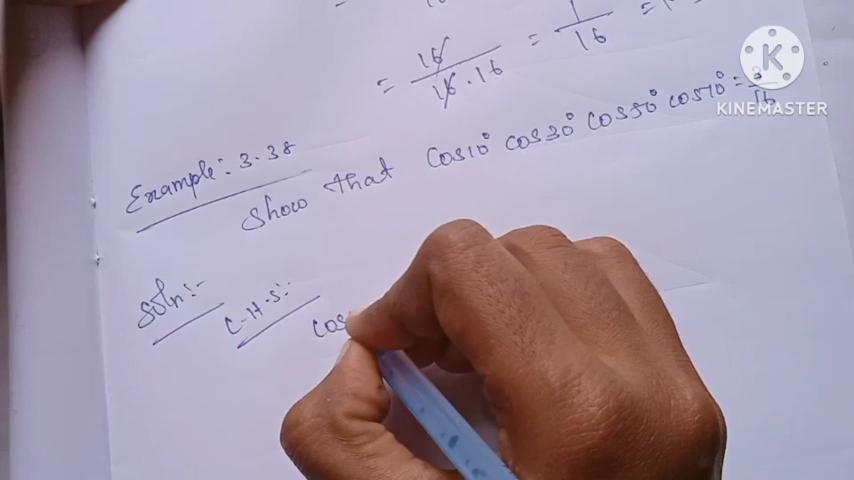 = 16 / 16 · 16 = 1 / 16 =
KINEMASTER
Example:- 3.38
Show that cos10° cos30° cos50° cos70° = 3/16
Soln:-
L.H.S:-
cos